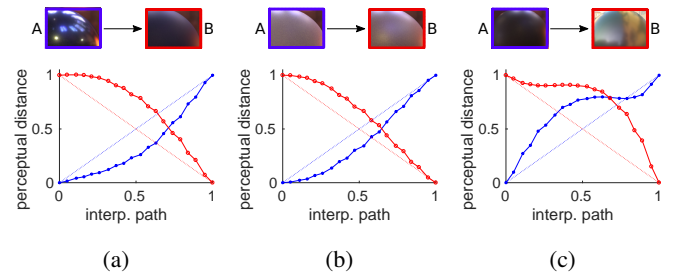 A B A B A B
1 1 1
0.5 0.5 0.5
0 0 0
0 0.5 1 0 0.5 1 0 0.5 1
perceptual distance perceptual distance perceptual distance
interp. path interp. path interp. path
(a) (b) (c)